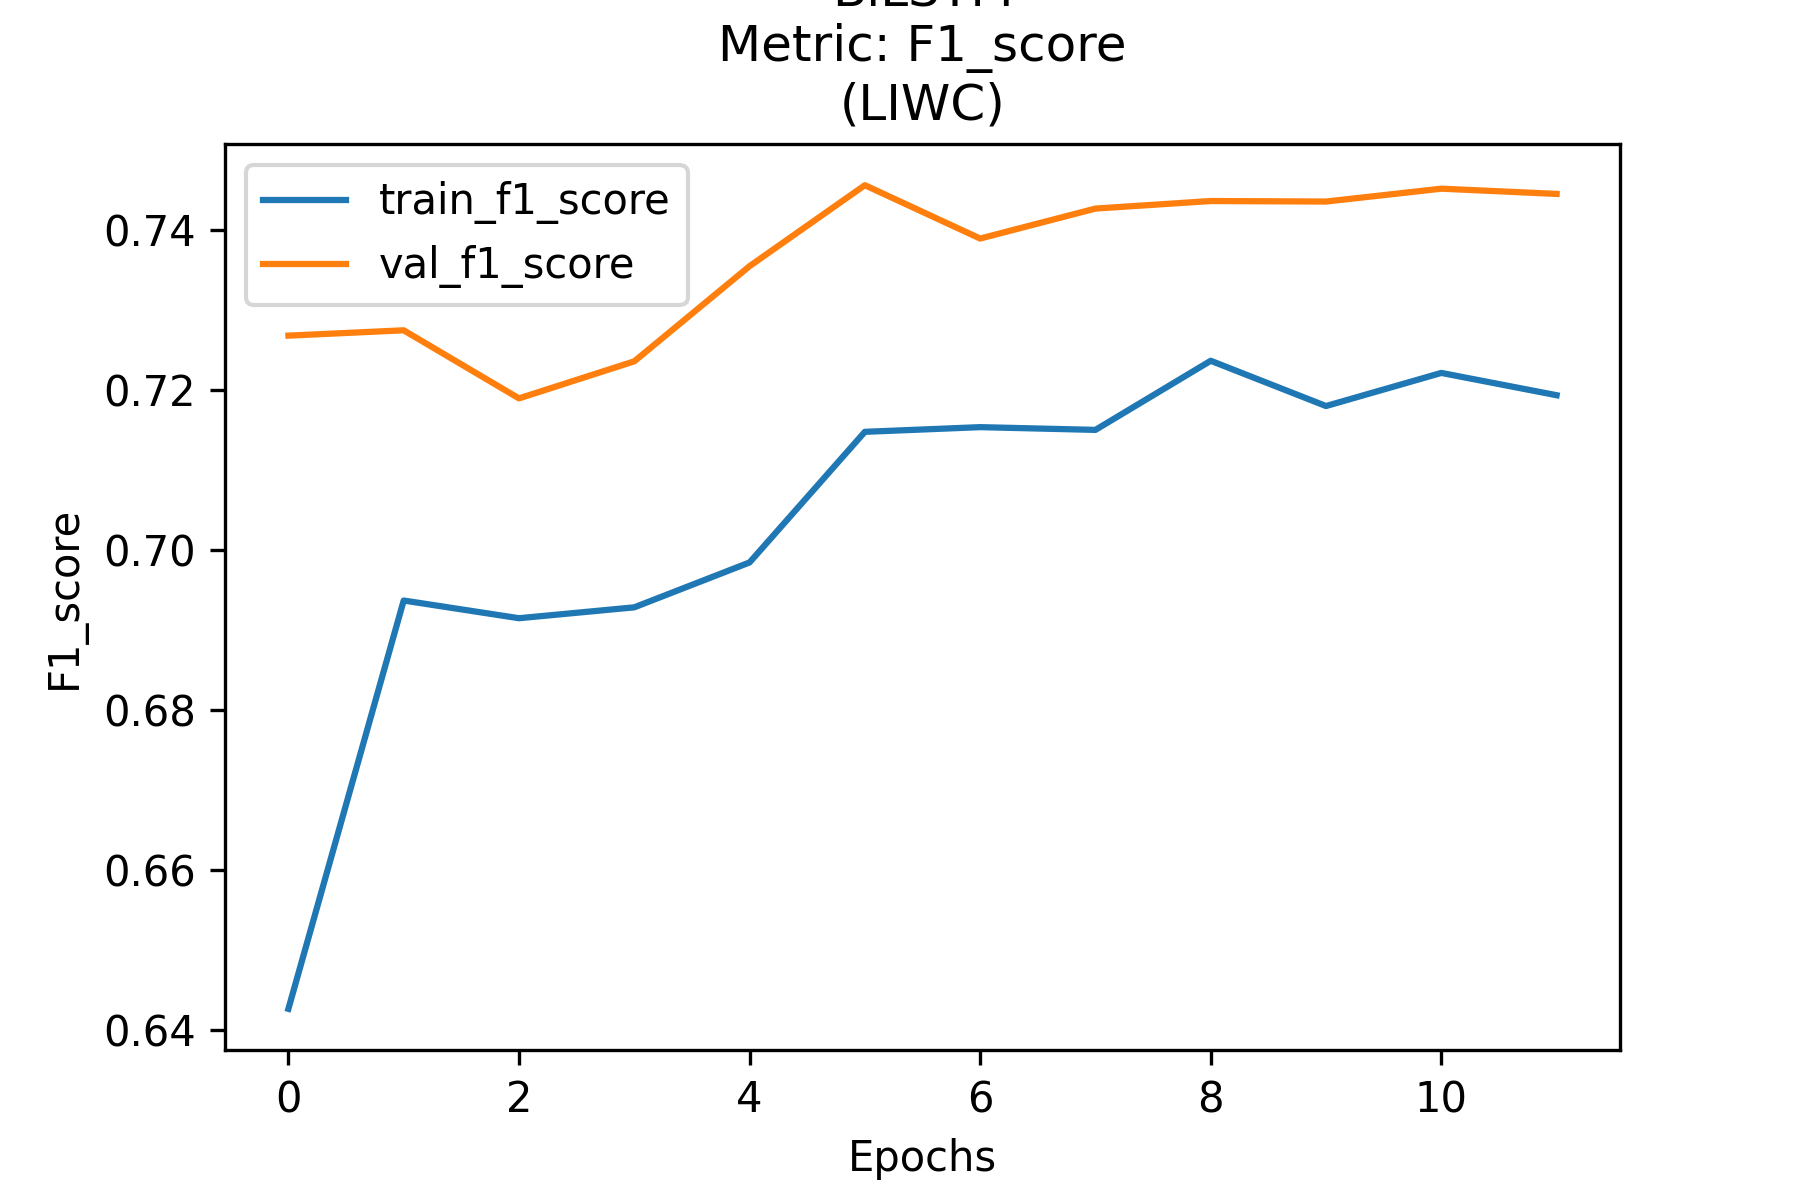 Metric: F1_score
(LIWC)
train_f1_score
val_f1_score
0.74
0.72
0.70
0.68
0.66
0.64
F1_score
0 2 4 6 8 10
Epochs